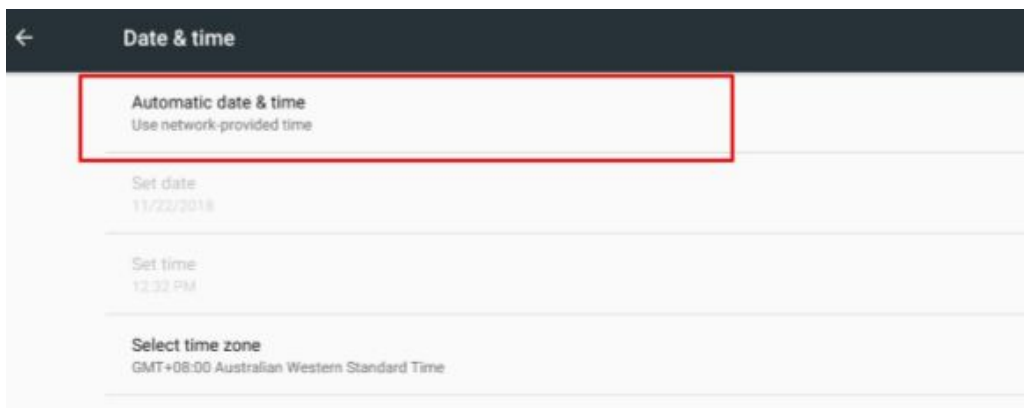 Date & time
Automatic date & time
Use network-provided time
Set date
11/22/2018
Set time
12:32 PM
Select time zone
GMT+08:00 Australian Western Standard Time